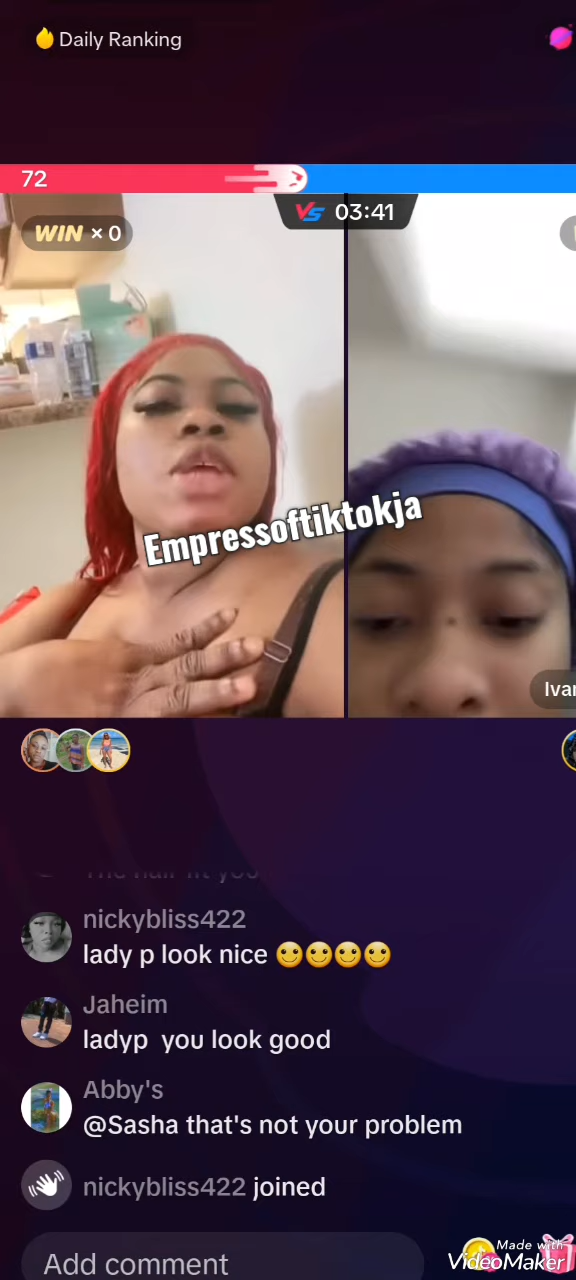 Daily Ranking
72
VS 03:41
WIN × 0
Empressoftiktokja
nickybliss422
lady p look nice
Jaheim
ladyp you look good
Abby's
@Sasha that's not your problem
nickybliss422 joined
Add comment
Made with
VideoMaker